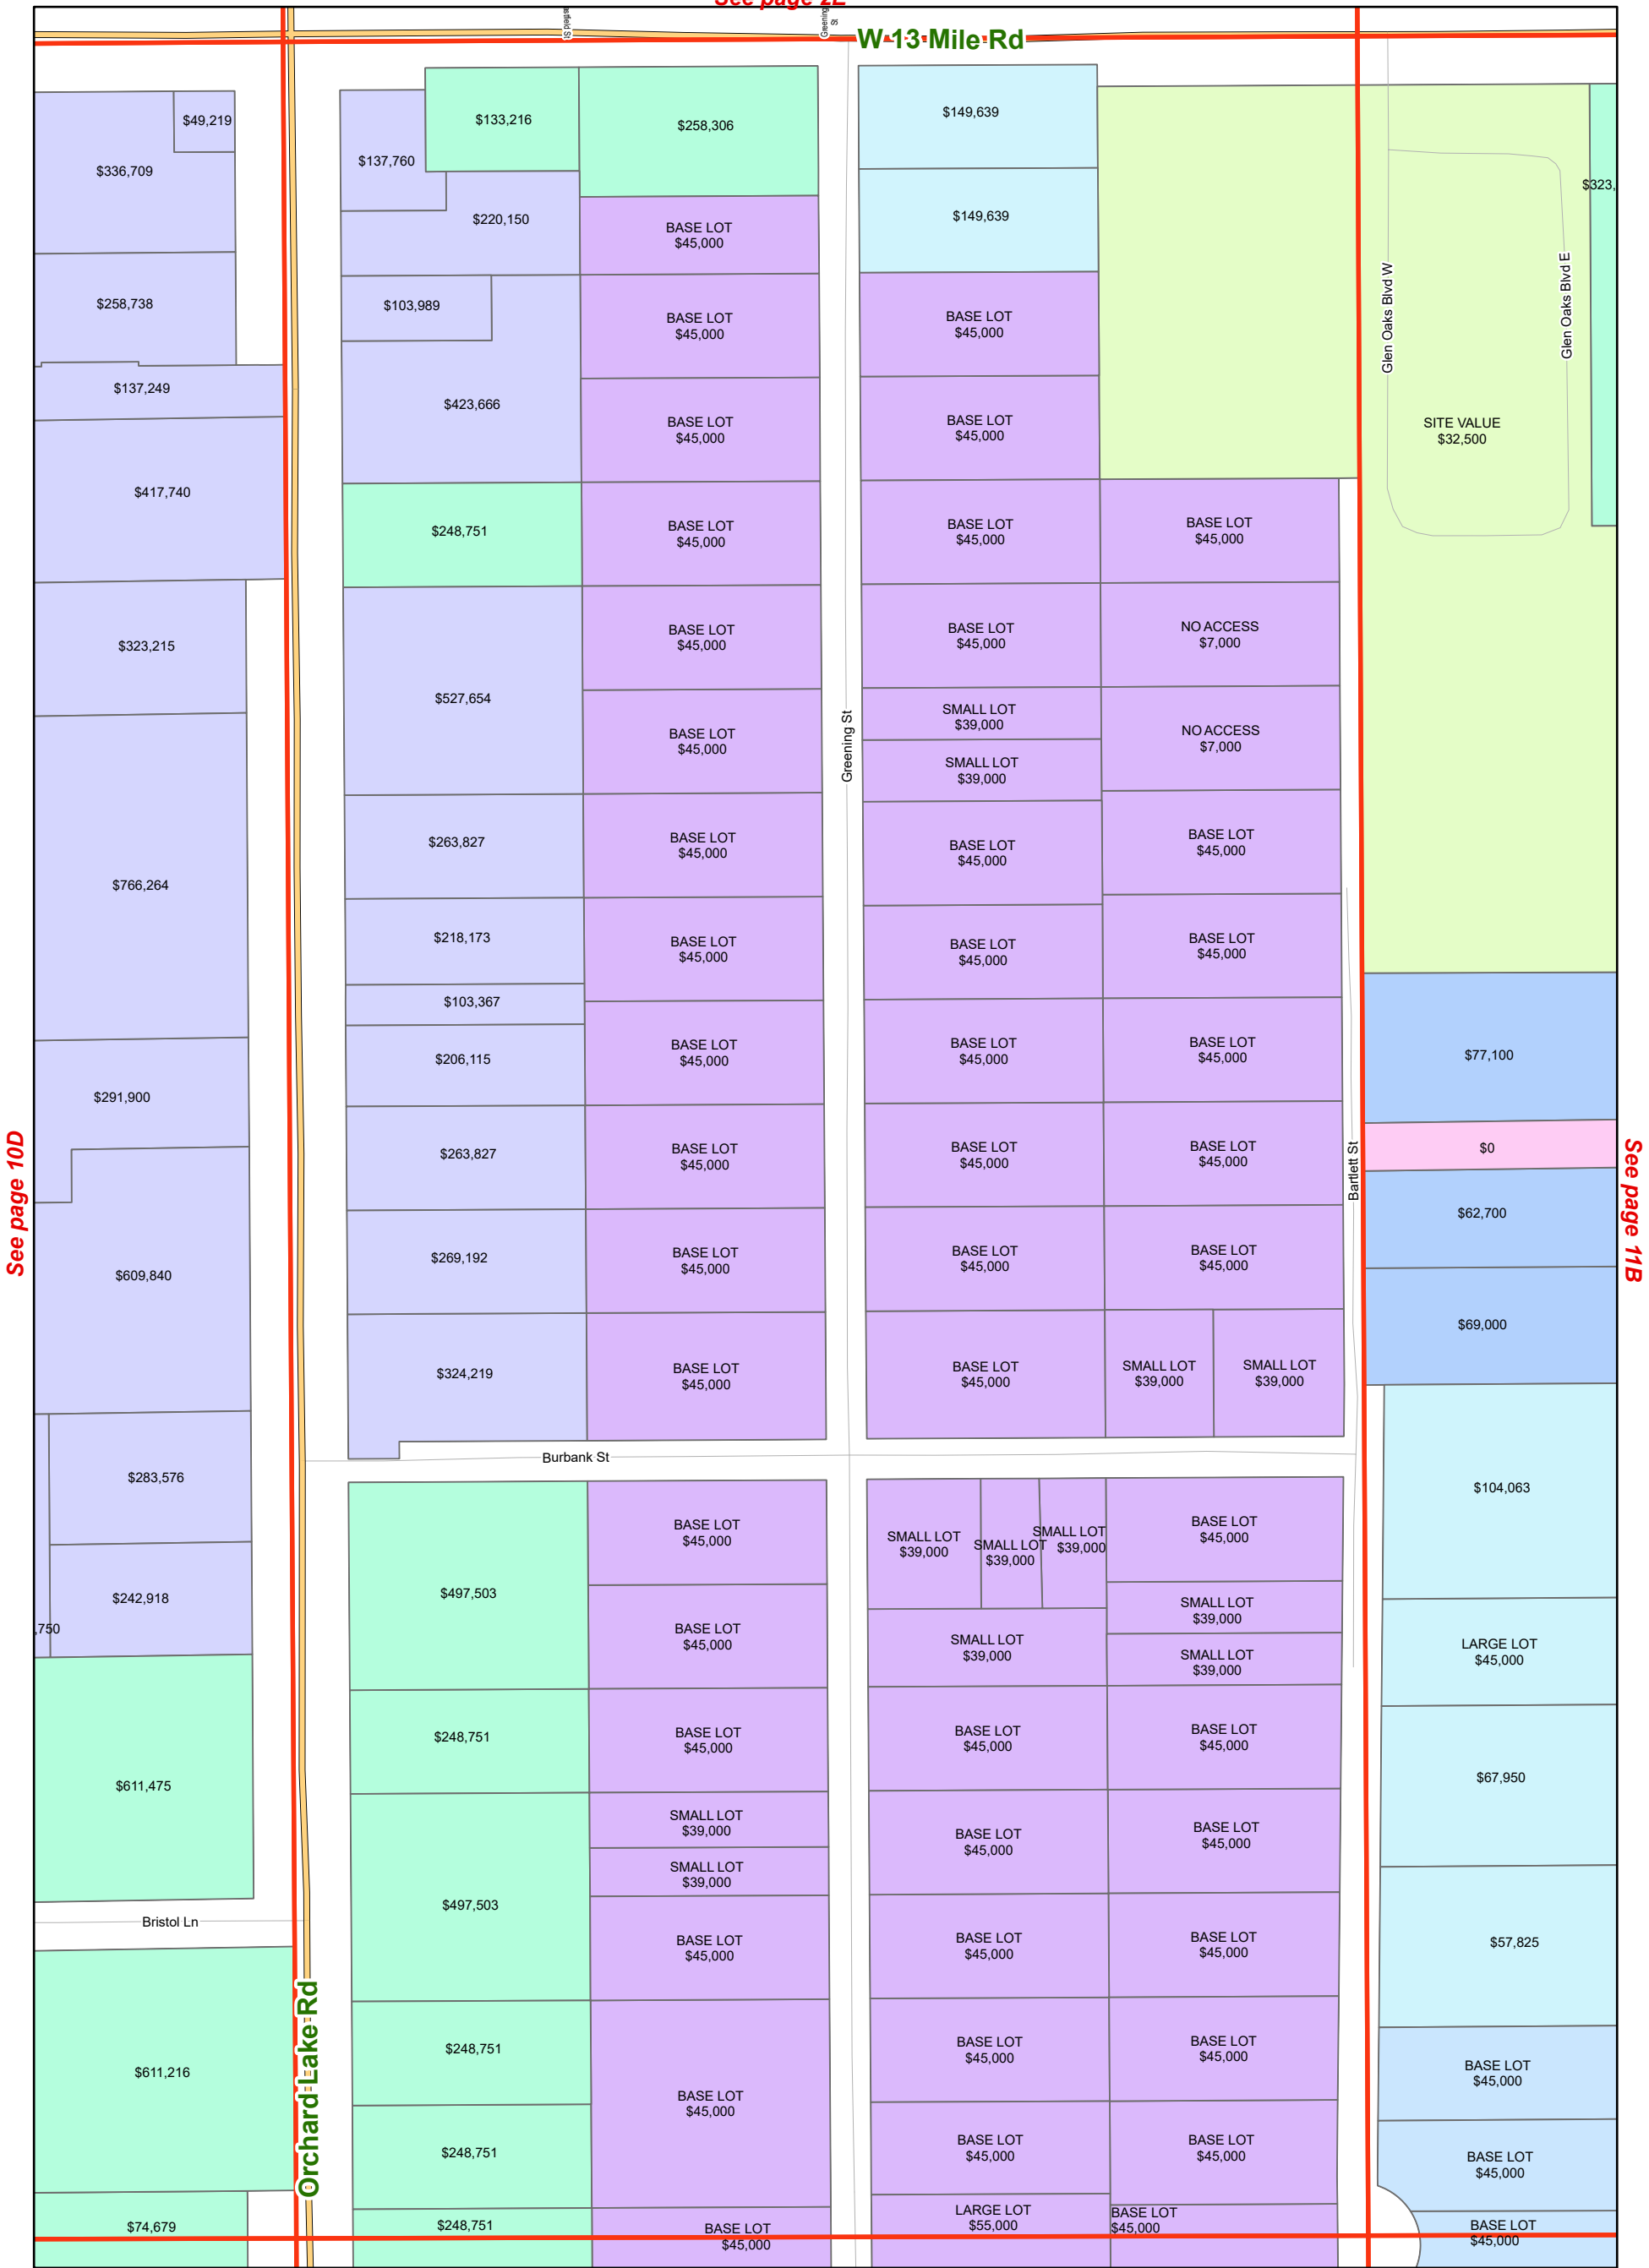 See page 2E
Greening
St
W 13 Mile Rd
$49,219
$336,709
$258,738
$137,249
$417,740
$323,215
$766,264
$291,900
$609,840
$283,576
$242,918
,750
$611,475
Bristol Ln
$611,216
$74,679
See page 10D
Orchard Lake Rd
$137,760
$133,216
$258,306
$220,150
$103,989
$423,666
$248,751
$527,654
$263,827
$218,173
$103,367
$206,115
$263,827
$269,192
$324,219
Burbank St
$497,503
$248,751
$497,503
$248,751
$248,751
$248,751
BASE LOT
$45,000
BASE LOT
$45,000
BASE LOT
$45,000
BASE LOT
$45,000
BASE LOT
$45,000
BASE LOT
$45,000
BASE LOT
$45,000
BASE LOT
$45,000
BASE LOT
$45,000
BASE LOT
$45,000
BASE LOT
$45,000
BASE LOT
$45,000
BASE LOT
$45,000
BASE LOT
$45,000
BASE LOT
$45,000
SMALL LOT
$39,000
SMALL LOT
$39,000
BASE LOT
$45,000
BASE LOT
$45,000
BASE LOT
$45,000
Greening St
$149,639
$149,639
BASE LOT
$45,000
BASE LOT
$45,000
BASE LOT
$45,000
BASE LOT
$45,000
SMALL LOT
$39,000
SMALL LOT
$39,000
BASE LOT
$45,000
BASE LOT
$45,000
BASE LOT
$45,000
BASE LOT
$45,000
BASE LOT
$45,000
BASE LOT
$45,000
SMALL LOT
$39,000
SMALL LOT
$39,000
SMALL LOT
$39,000
SMALL LOT
$39,000
BASE LOT
$45,000
BASE LOT
$45,000
BASE LOT
$45,000
BASE LOT
$45,000
BASE LOT
$45,000
LARGE LOT
$55,000
BASE LOT
$45,000
NO ACCESS
$7,000
NO ACCESS
$7,000
BASE LOT
$45,000
BASE LOT
$45,000
BASE LOT
$45,000
BASE LOT
$45,000
BASE LOT
$45,000
SMALL LOT
$39,000
SMALL LOT
$39,000
BASE LOT
$45,000
SMALL LOT
$39,000
SMALL LOT
$39,000
BASE LOT
$45,000
BASE LOT
$45,000
BASE LOT
$45,000
BASE LOT
$45,000
BASE LOT
$45,000
BASE LOT
$45,000
Bartlett St
Glen Oaks Blvd W
Glen Oaks Blvd E
$323,
SITE VALUE
$32,500
$77,100
$0
$62,700
$69,000
$104,063
LARGE LOT
$45,000
$67,950
$57,825
BASE LOT
$45,000
BASE LOT
$45,000
BASE LOT
$45,000
See page 11B